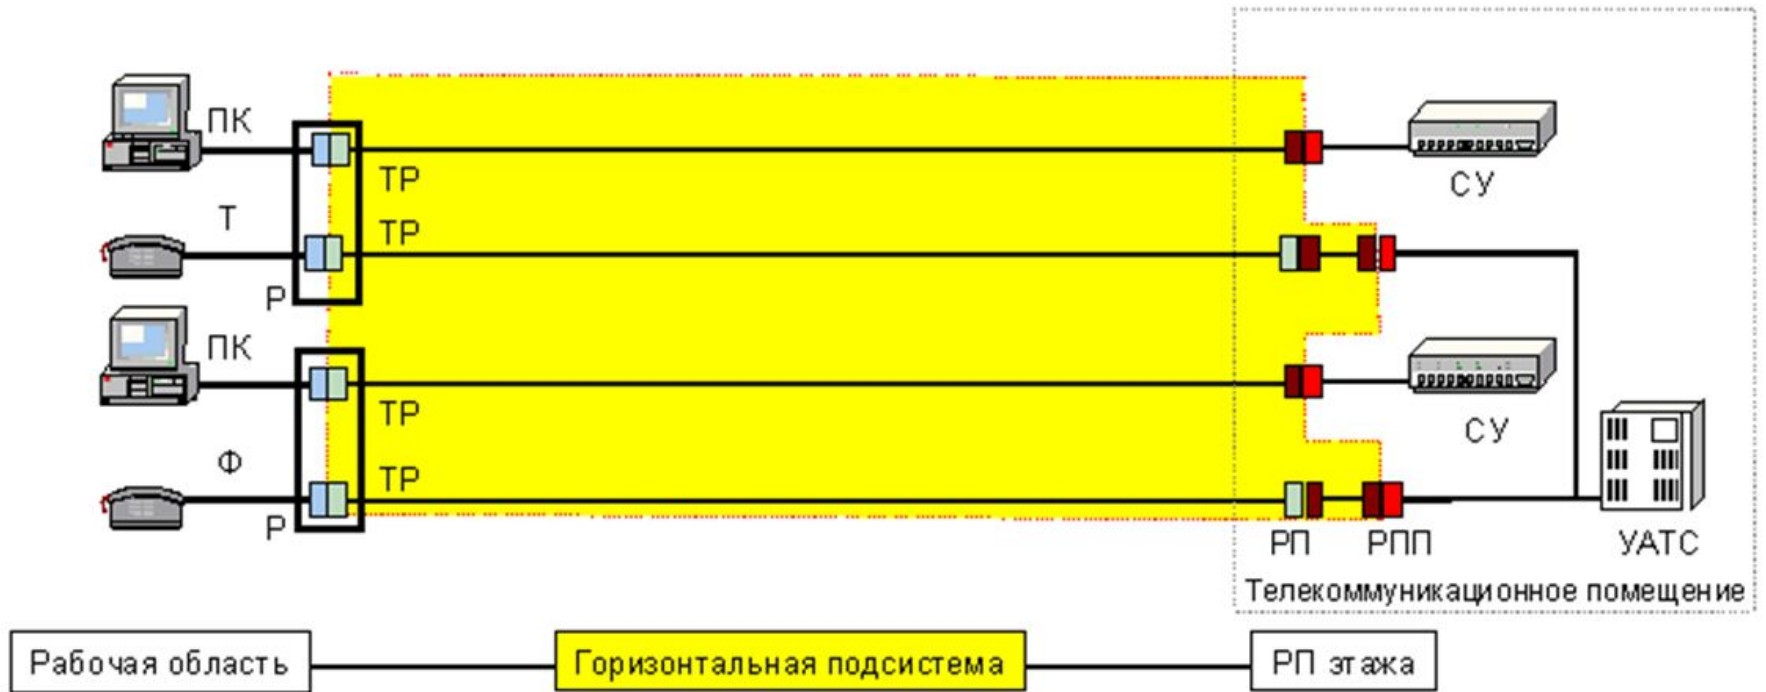 ПК
ТР
СУ
Т
ТР
Р
ПК
ТР
СУ
Ф
ТР
Р
РП РПП УАТС
Телекоммуникационное помещение
Рабочая область Горизонтальная подсистема РП этажа